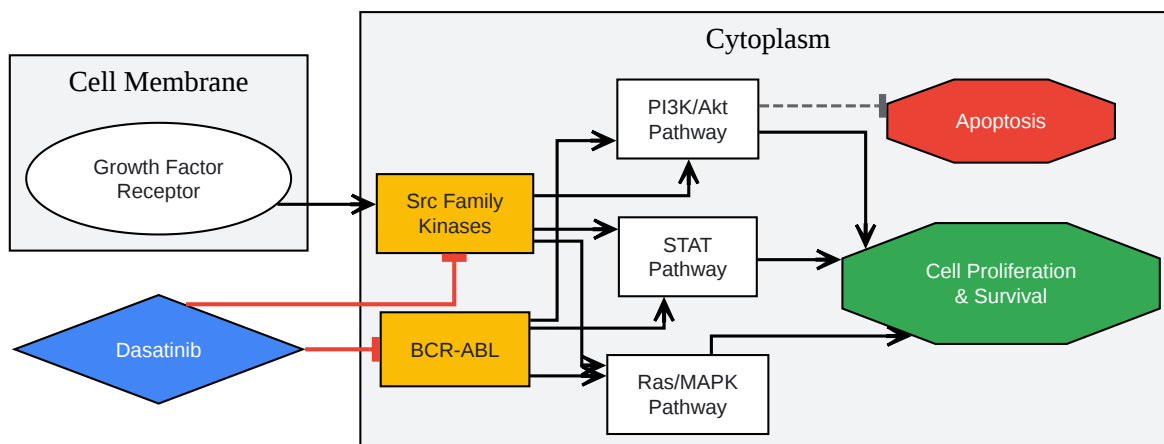 Cytoplasm
Cell Membrane
PI3K/Akt
Pathway
Apoptosis
Growth Factor
Receptor
Src Family
Kinases
STAT
Pathway
Cell Proliferation
& Survival
Dasatinib
BCR-ABL
Ras/MAPK
Pathway